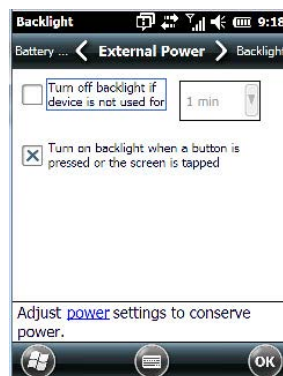 Backlight 9:18
Battery ... External Power Backlight
Turn off backlight if
device is not used for
1 min
Turn on backlight when a button is
pressed or the screen is tapped
Adjust power settings to conserve
power.
OK